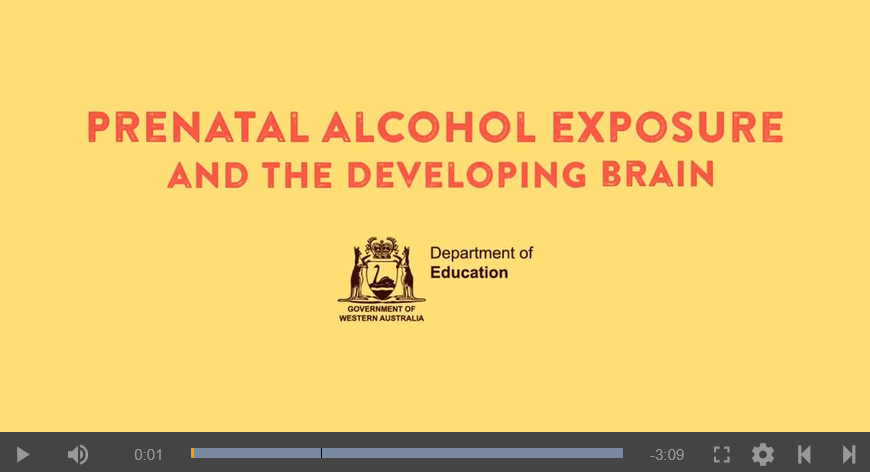 PRENATAL ALCOHOL EXPOSURE
AND THE DEVELOPING BRAIN
Department of
Education
GOVERNMENT OF
WESTERN AUSTRALIA
0:01
-3:09